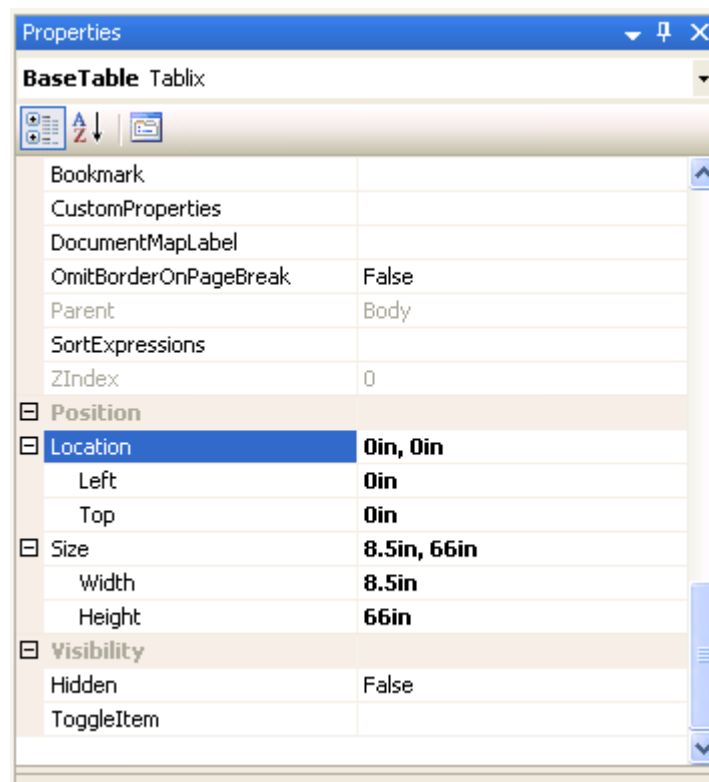 Properties
BaseTable Tablix
Bookmark
CustomProperties
DocumentMapLabel
OmitBorderOnPageBreak False
Parent Body
SortExpressions
ZIndex 0
Position
Location 0in, 0in
Left 0in
Top 0in
Size 8.5in, 66in
Width 8.5in
Height 66in
Visibility
Hidden False
ToggleItem